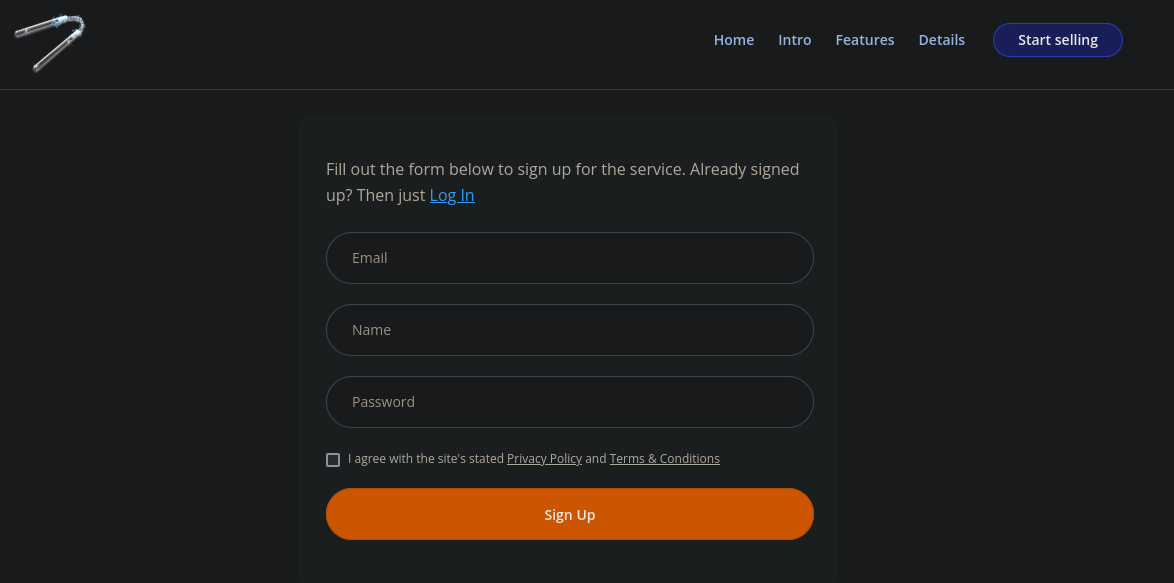 Home Intro Features Details Start selling
Fill out the form below to sign up for the service. Already signed
up? Then just Log In
Email
Name
Password
I agree with the site's stated Privacy Policy and Terms & Conditions
Sign Up